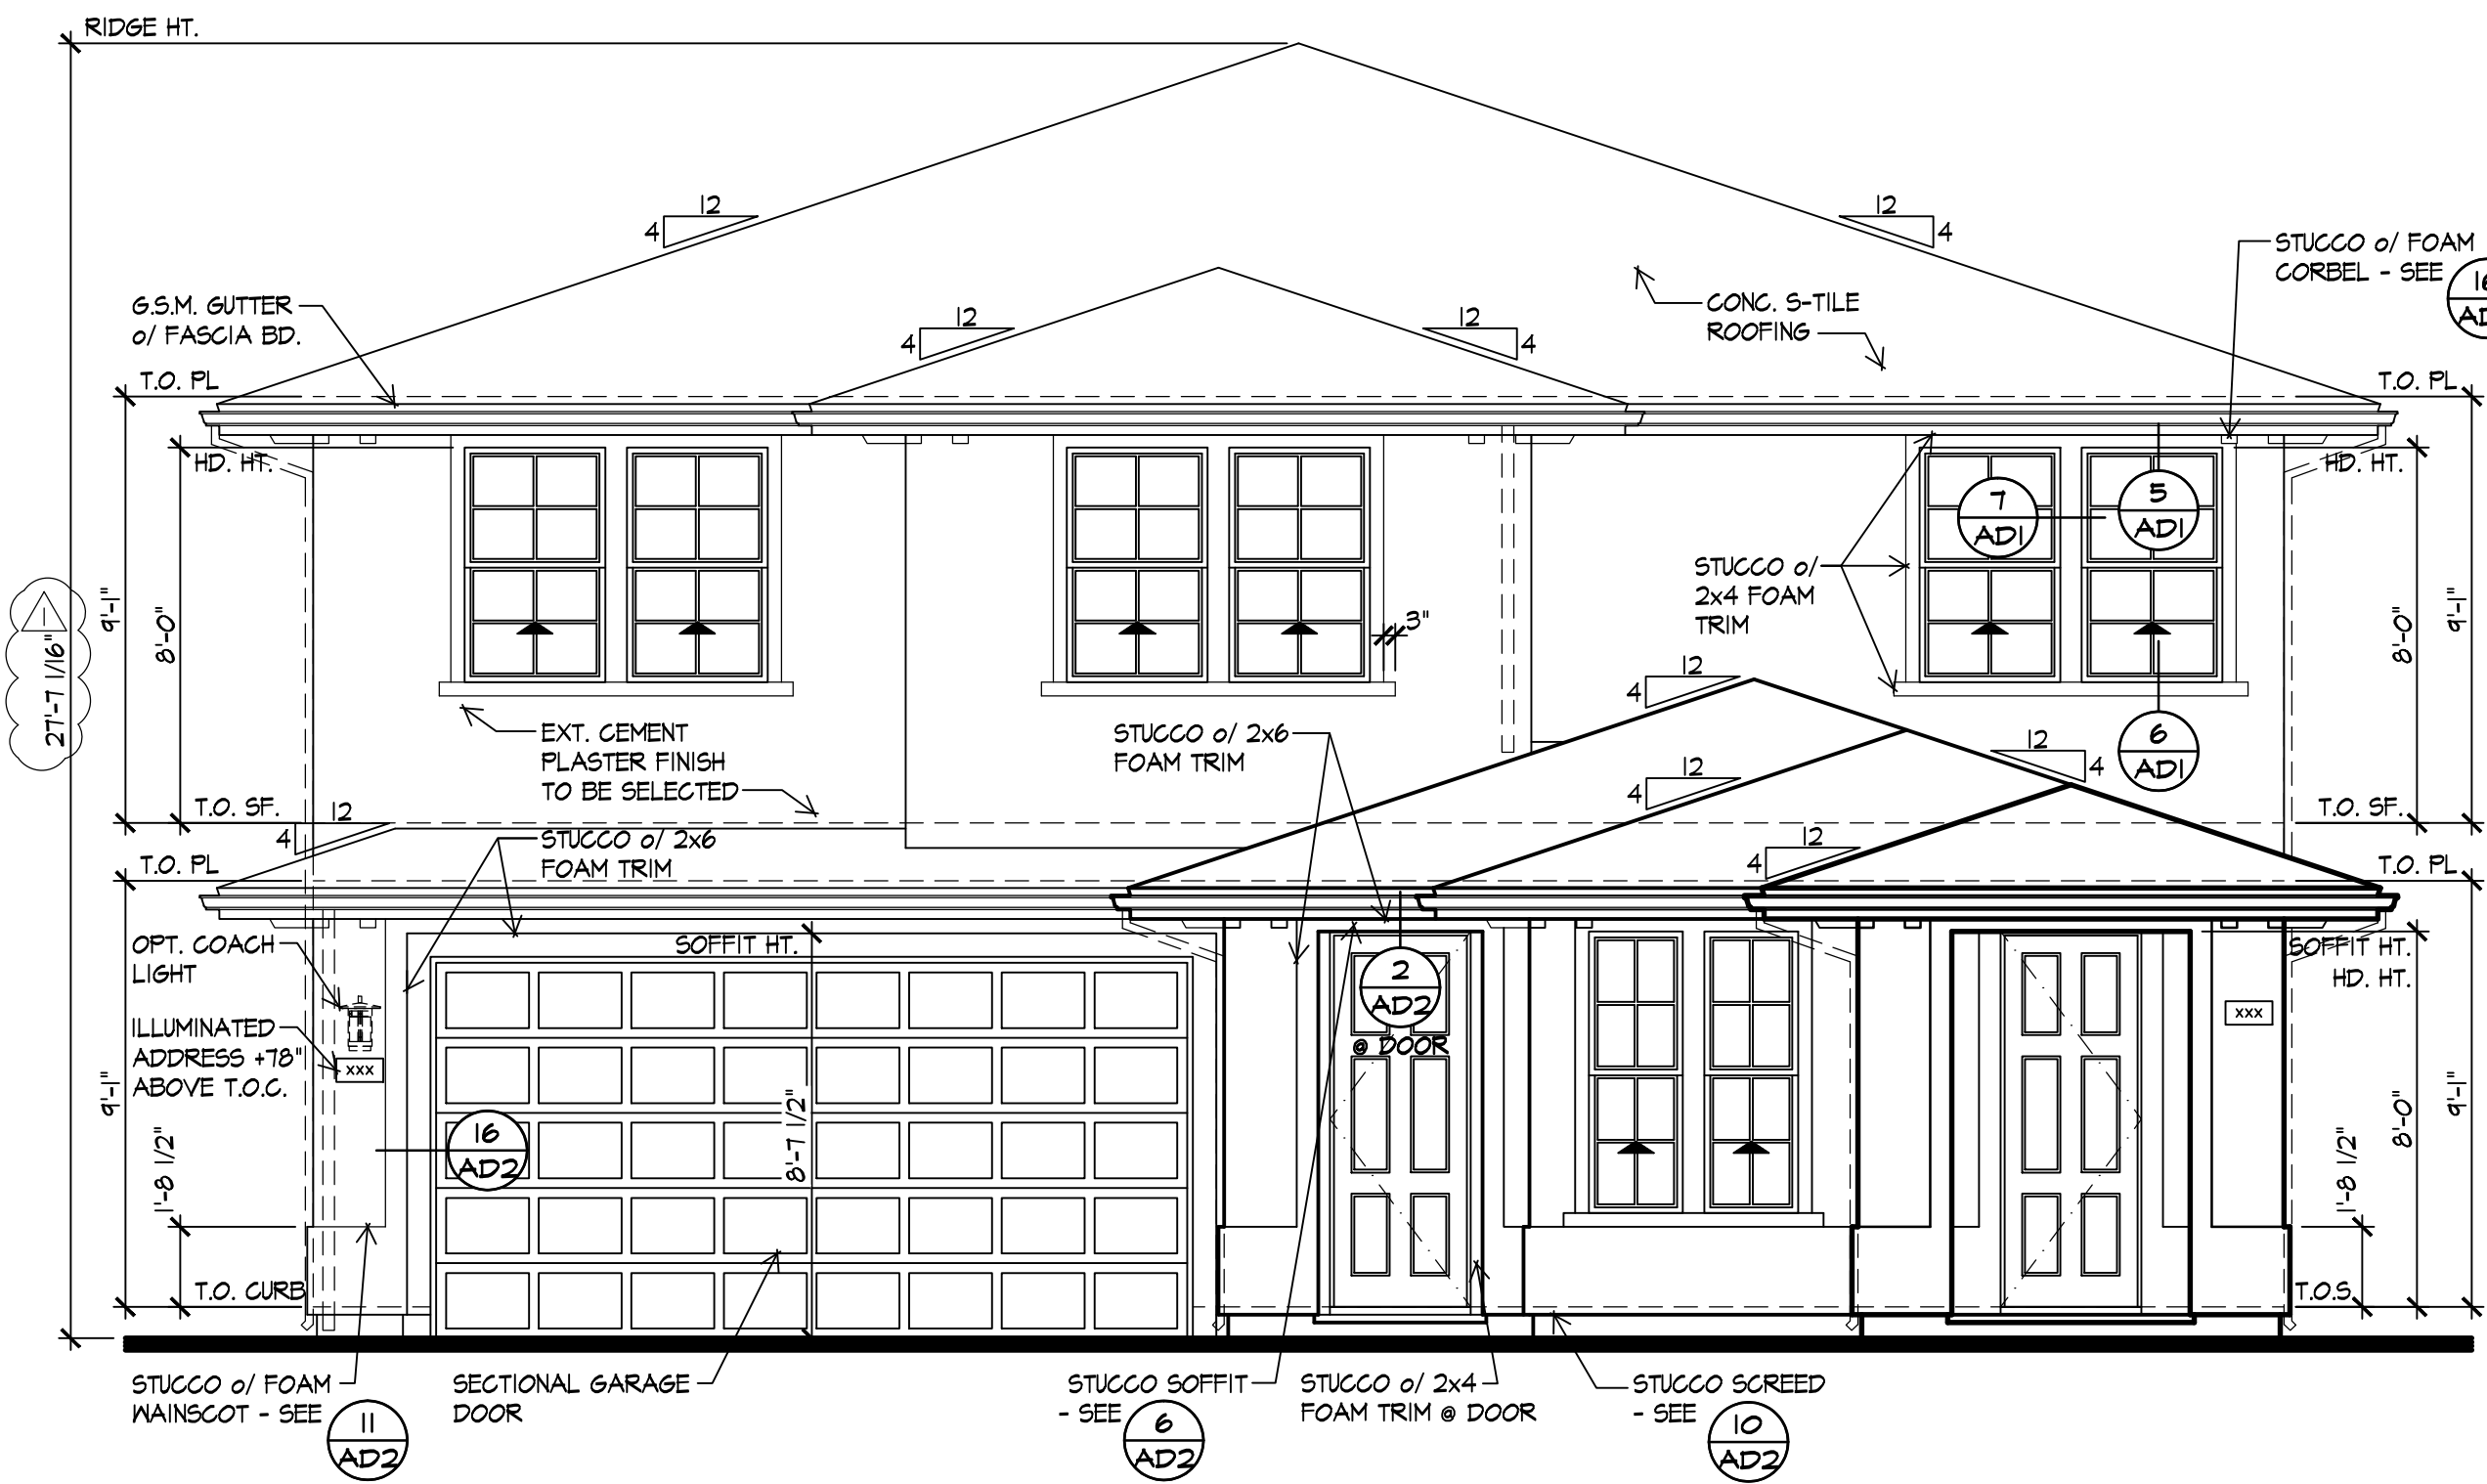 RIDGE HT.
12
4
12
4
STUCCO o/ FOAM
CORBEL - SEE
G.S.M. GUTTER
o/ FASCIA BD.
12
4
12
4
CONC. S-TILE
ROOFING
T.O. PL
T.O. PL
HD. HT.
HD. HT.
7
AD1
5
AD1
9'-1"
8'-0"
27'-7 1/16"
3"
STUCCO o/
2x4 FOAM
TRIM
8'-0"
9'-1"
12
4
EXT. CEMENT
PLASTER FINISH
TO BE SELECTED
STUCCO o/ 2x6
FOAM TRIM
12
4
12
4
6
AD1
T.O. SF.
T.O. SF.
12
4
STUCCO o/ 2x6
FOAM TRIM
12
4
T.O. PL
T.O. PL
OPT. COACH
LIGHT
SOFFIT HT.
SOFFIT HT.
HD. HT.
2
AD2
@ DOOR
ILLUMINATED
ADDRESS +78"
ABOVE T.O.C.
xxx
xxx
9'-1"
1'-8 1/2"
16
AD2
8'-7 1/2"
1'-8 1/2"
8'-0"
9'-1"
T.O. CURB
T.O.S.
STUCCO o/ FOAM
WAINSCOT - SEE
11
AD2
SECTIONAL GARAGE
DOOR
STUCCO SOFFIT
- SEE
6
AD2
STUCCO o/ 2x4
FOAM TRIM @ DOOR
STUCCO SCREED
- SEE
10
AD2